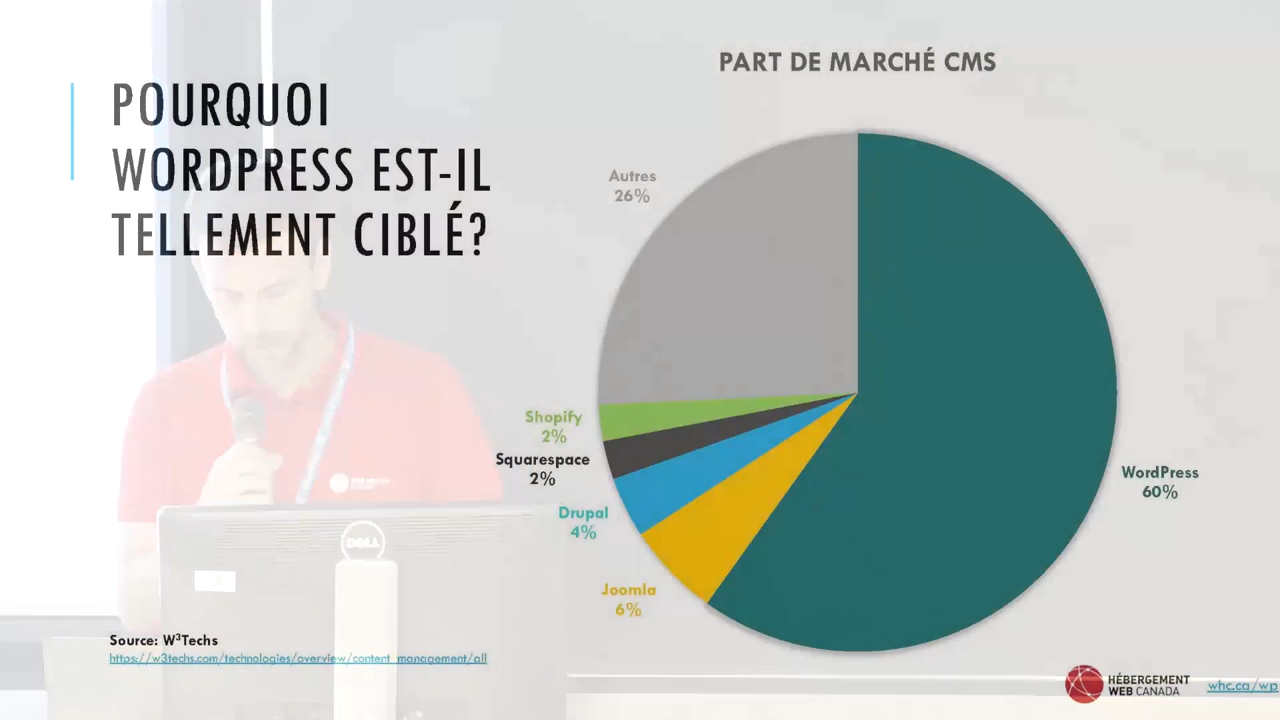 POURQUOI
WORDPRESS EST-IL
TELLEMENT CIBLÉ?
PART DE MARCHÉ CMS
Autres
26%
Shopify
2%
Squarespace
2%
Drupal
4%
Joomla
6%
WordPress
60%
DELL
Source: W³Techs
https://w3techs.com/technologies/overview/content_management/all
HÉBERGEMENT
WEB CANADA
whc.ca/wp